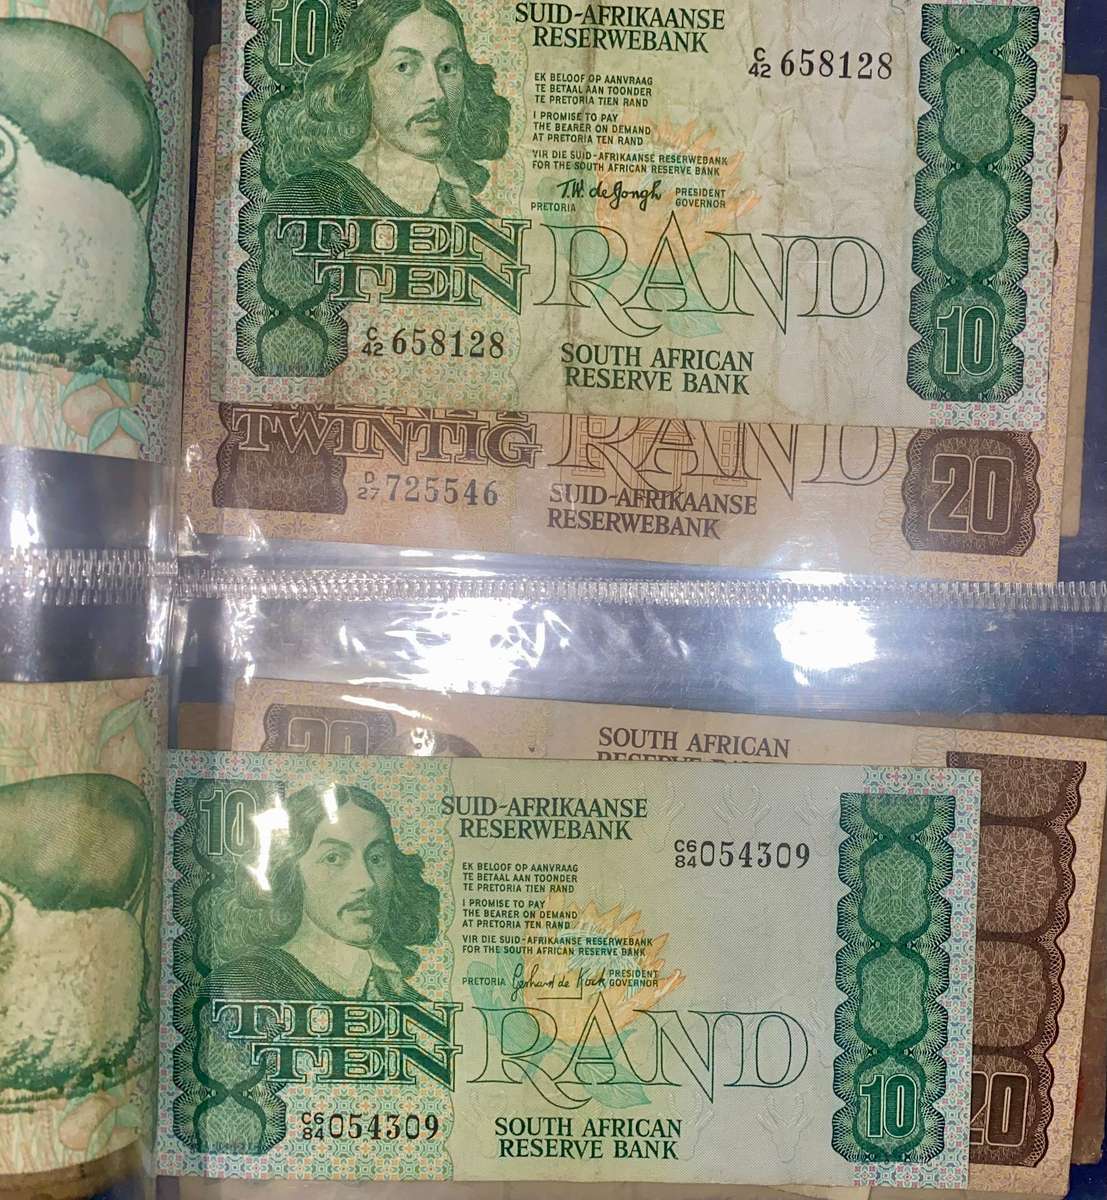 10
SUID-AFRIKAANSE
RESERWEBANK
C/42 658128
EK BELOOF OP AANVRAAG
TE BETAAL AAN TOONDER
TE PRETORIA TIEN RAND
I PROMISE TO PAY
THE BEARER ON DEMAND
AT PRETORIA TEN RAND
VIR DIE SUID-AFRIKAANSE RESERWEBANK
FOR THE SOUTH AFRICAN RESERVE BANK
T.W. de Jongh
PRETORIA
PRESIDENT
GOVERNOR
TIEN
TEN
RAND
10
C/42 658128
SOUTH AFRICAN
RESERVE BANK
TWINTIG
RAND
20
D/27 725546
SUID-AFRIKAANSE
RESERWEBANK
20
SOUTH AFRICAN
10
SUID-AFRIKAANSE
RESERWEBANK
C6/84 054309
EK BELOOF OP AANVRAAG
TE BETAAL AAN TOONDER
TE PRETORIA TIEN RAND
I PROMISE TO PAY
THE BEARER ON DEMAND
AT PRETORIA TEN RAND
VIR DIE SUID-AFRIKAANSE RESERWEBANK
FOR THE SOUTH AFRICAN RESERVE BANK
PRETORIA
Gerhard de Kock
PRESIDENT
GOVERNOR
TIEN
TEN
RAND
10
20
C6/84 054309
SOUTH AFRICAN
RESERVE BANK